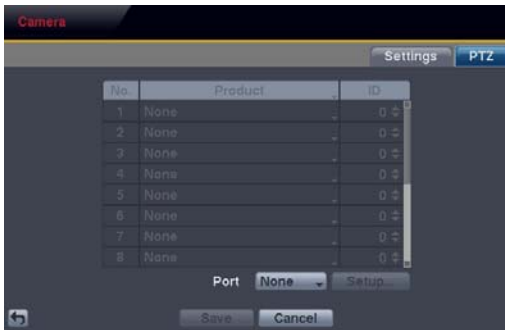 Camera
Settings PTZ
No. Product ID
1 None 0
2 None 0
3 None 0
4 None 0
5 None 0
6 None 0
7 None 0
8 None 0
Port None Setup...
Save Cancel